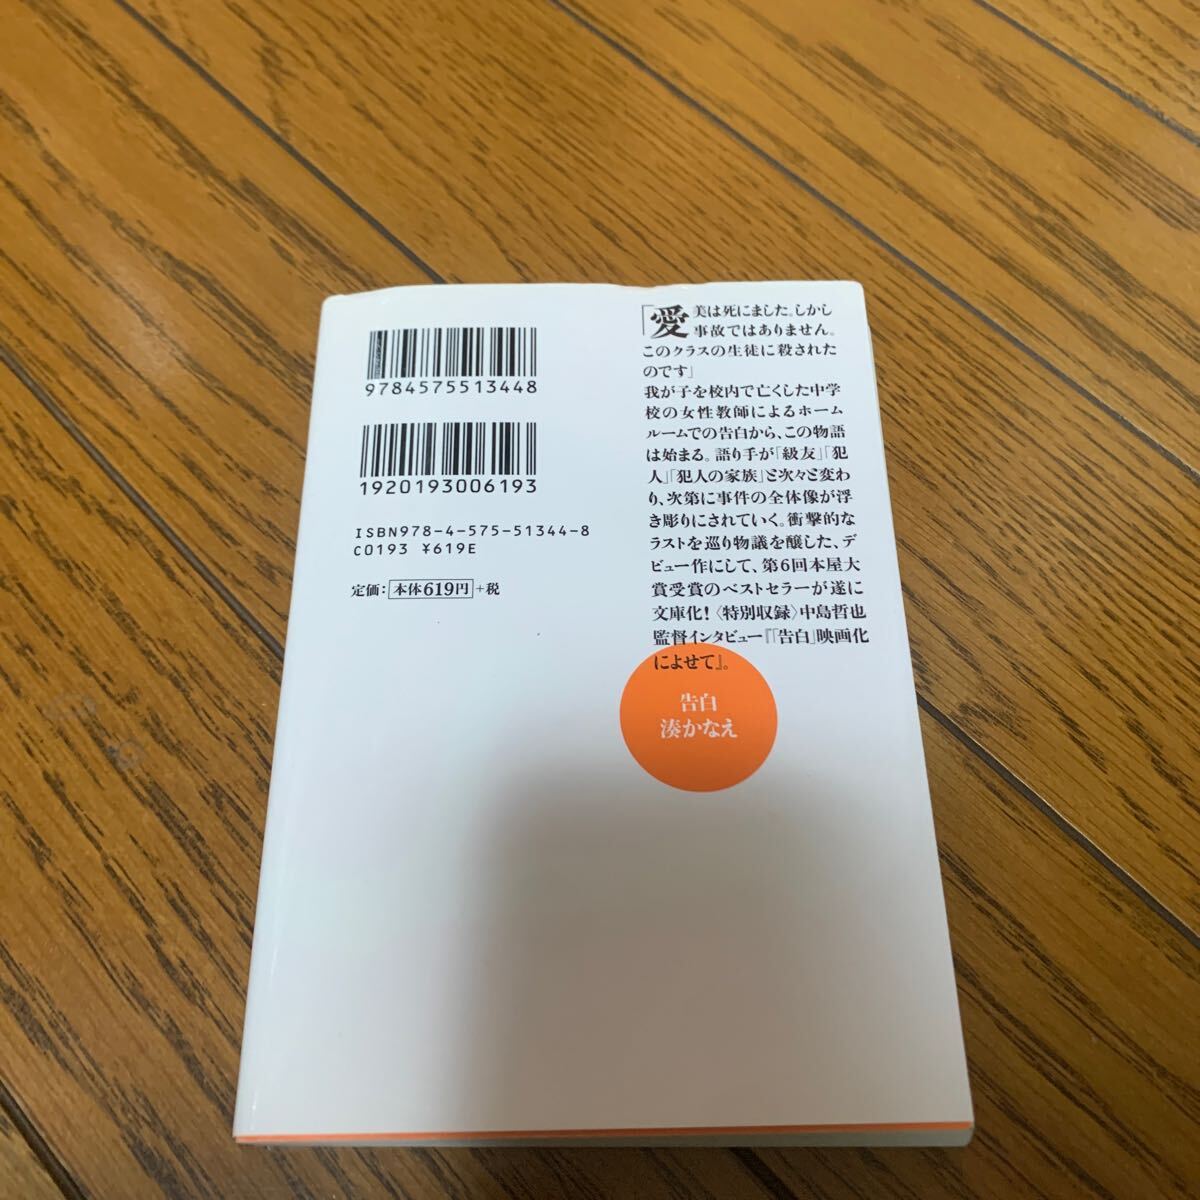 9784575513448
1920193006193
ISBN978-4-575-51344-8
C0193 ¥619E
定価：本体619円+税
「愛美は死にました。しかし
事故ではありません。
このクラスの生徒に殺された
のです」
我が子を校内で亡くした中学
校の女性教師によるホーム
ルームでの告白から、この物語
は始まる。語り手が「級友」「犯
人」「犯人の家族」と次々と変わ
り、次第に事件の全体像が浮
き彫りにされていく。衝撃的な
ラストを巡り物議を醸した、デ
ビュー作にして、第6回本屋大
賞受賞のベストセラーが遂に
文庫化！〈特別収録〉中島哲也
監督インタビュー『「告白」映画化
によせて』。
告白
湊かなえ